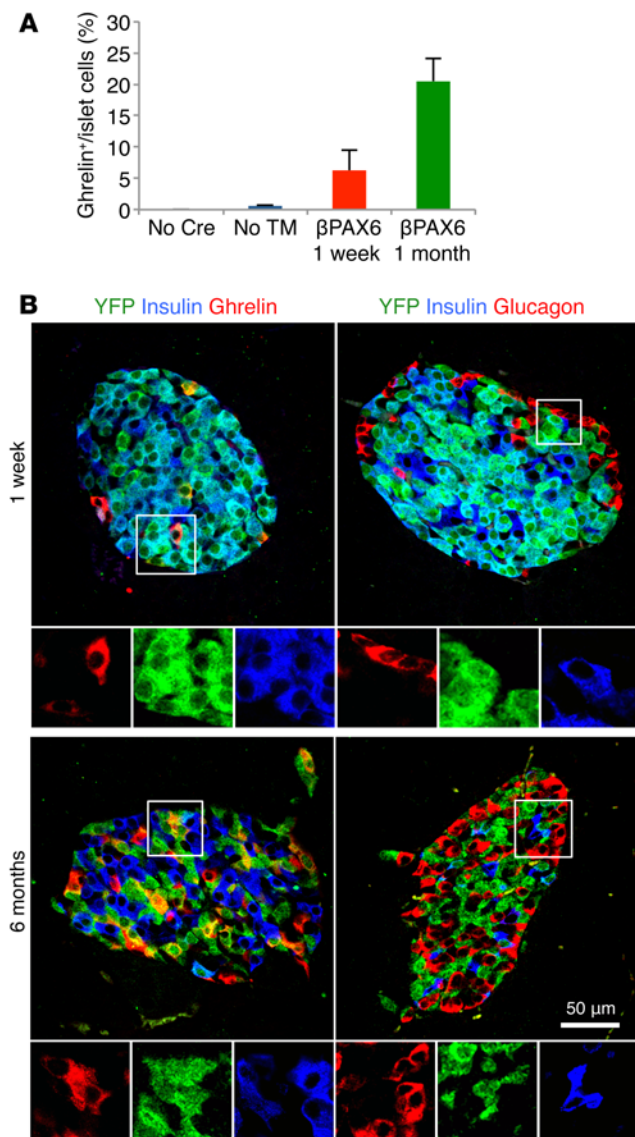 A
Ghrelin⁺/islet cells (%)
30
25
20
15
10
5
0
No Cre No TM βPAX6 βPAX6
1 week 1 month
B
YFP Insulin Ghrelin YFP Insulin Glucagon
1 week
6 months
50 μm